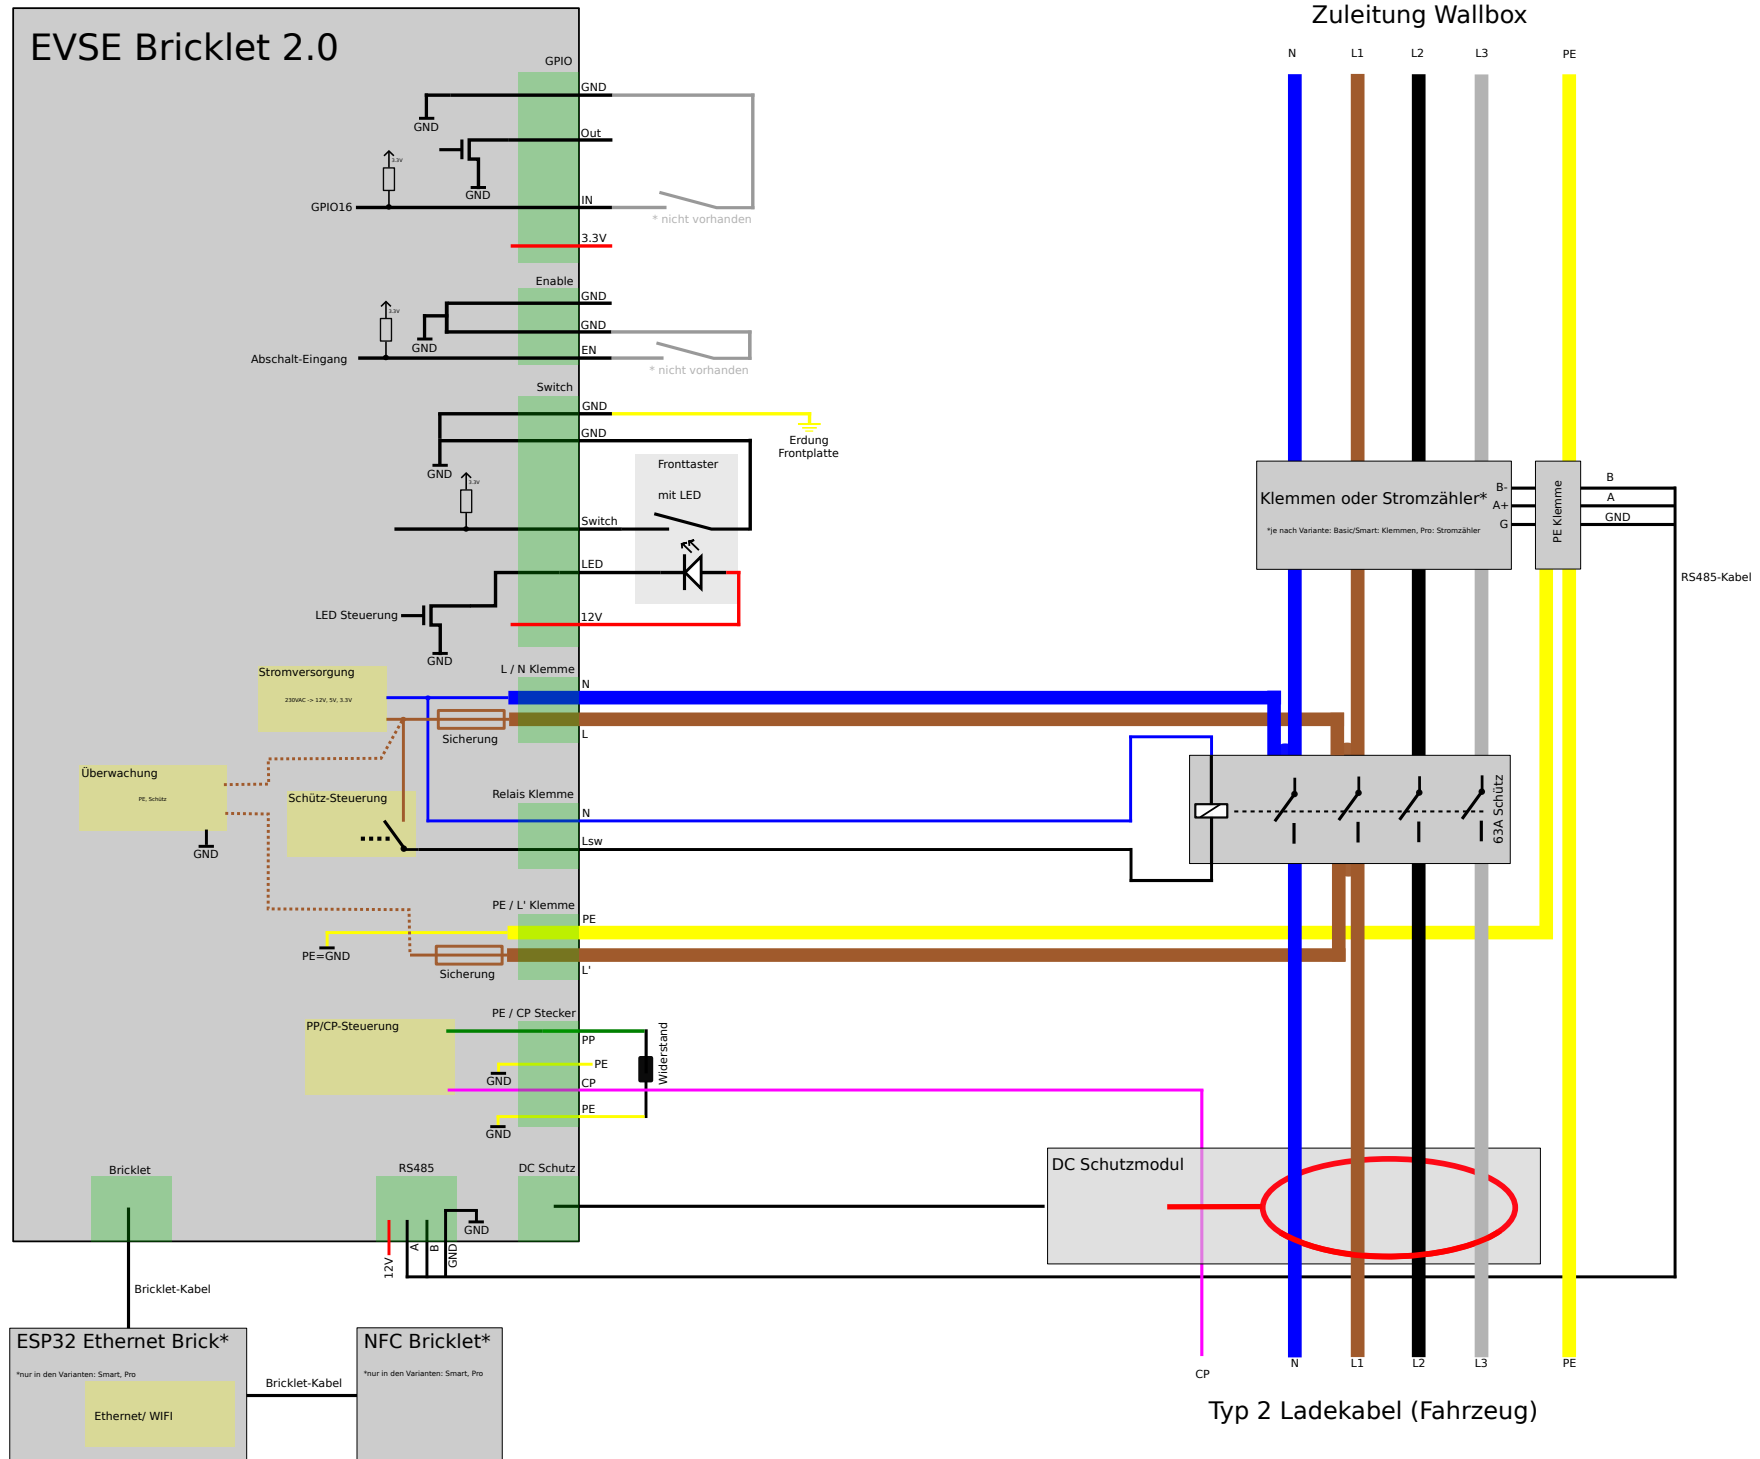 EVSE Bricklet 2.0
GPIO
GND
GND
Out
3.3V
GND
GPIO16
IN
* nicht vorhanden
3.3V
Enable
GND
3.3V
GND
GND
EN
Abschalt-Eingang
* nicht vorhanden
Switch
GND
GND
Erdung
Frontplatte
GND
3.3V
Fronttaster
mit LED
Switch
LED
LED Steuerung
12V
GND
Stromversorgung
230VAC -> 12V, 5V, 3.3V
L / N Klemme
N
L
Sicherung
Überwachung
PE, Schütz
GND
Schütz-Steuerung
Relais Klemme
N
Lsw
PE / L' Klemme
PE
PE=GND
Sicherung
L'
PP/CP-Steuerung
PE / CP Stecker
PP
PE
GND
CP
PE
GND
Widerstand
Bricklet
RS485
DC Schutz
GND
12V
A
B
GND
Bricklet-Kabel
ESP32 Ethernet Brick*
*nur in den Varianten: Smart, Pro
Ethernet/ WIFI
Bricklet-Kabel
NFC Bricklet*
*nur in den Varianten: Smart, Pro
Zuleitung Wallbox
N L1 L2 L3 PE
Klemmen oder Stromzähler*
*je nach Variante: Basic/Smart: Klemmen, Pro: Stromzähler
B-
A+
G
PE Klemme
B
A
GND
RS485-Kabel
63A Schütz
DC Schutzmodul
CP N L1 L2 L3 PE
Typ 2 Ladekabel (Fahrzeug)